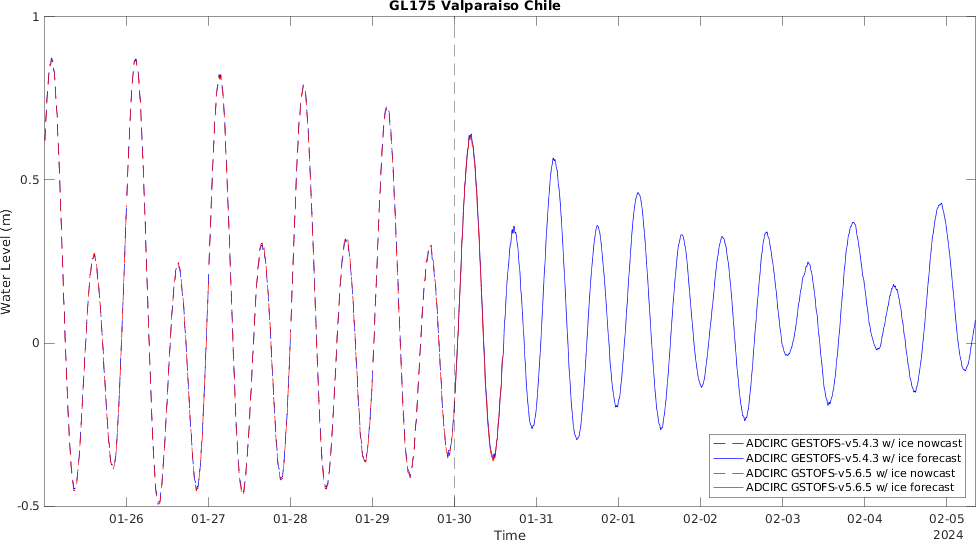 GL175 Valparaiso Chile
1
0.5
0
-0.5
Water Level (m)
01-26 01-27 01-28 01-29 01-30 01-31 02-01 02-02 02-03 02-04 02-05
2024
Time
ADCIRC GESTOFS-v5.4.3 w/ ice nowcast
ADCIRC GESTOFS-v5.4.3 w/ ice forecast
ADCIRC GSTOFS-v5.6.5 w/ ice nowcast
ADCIRC GSTOFS-v5.6.5 w/ ice forecast